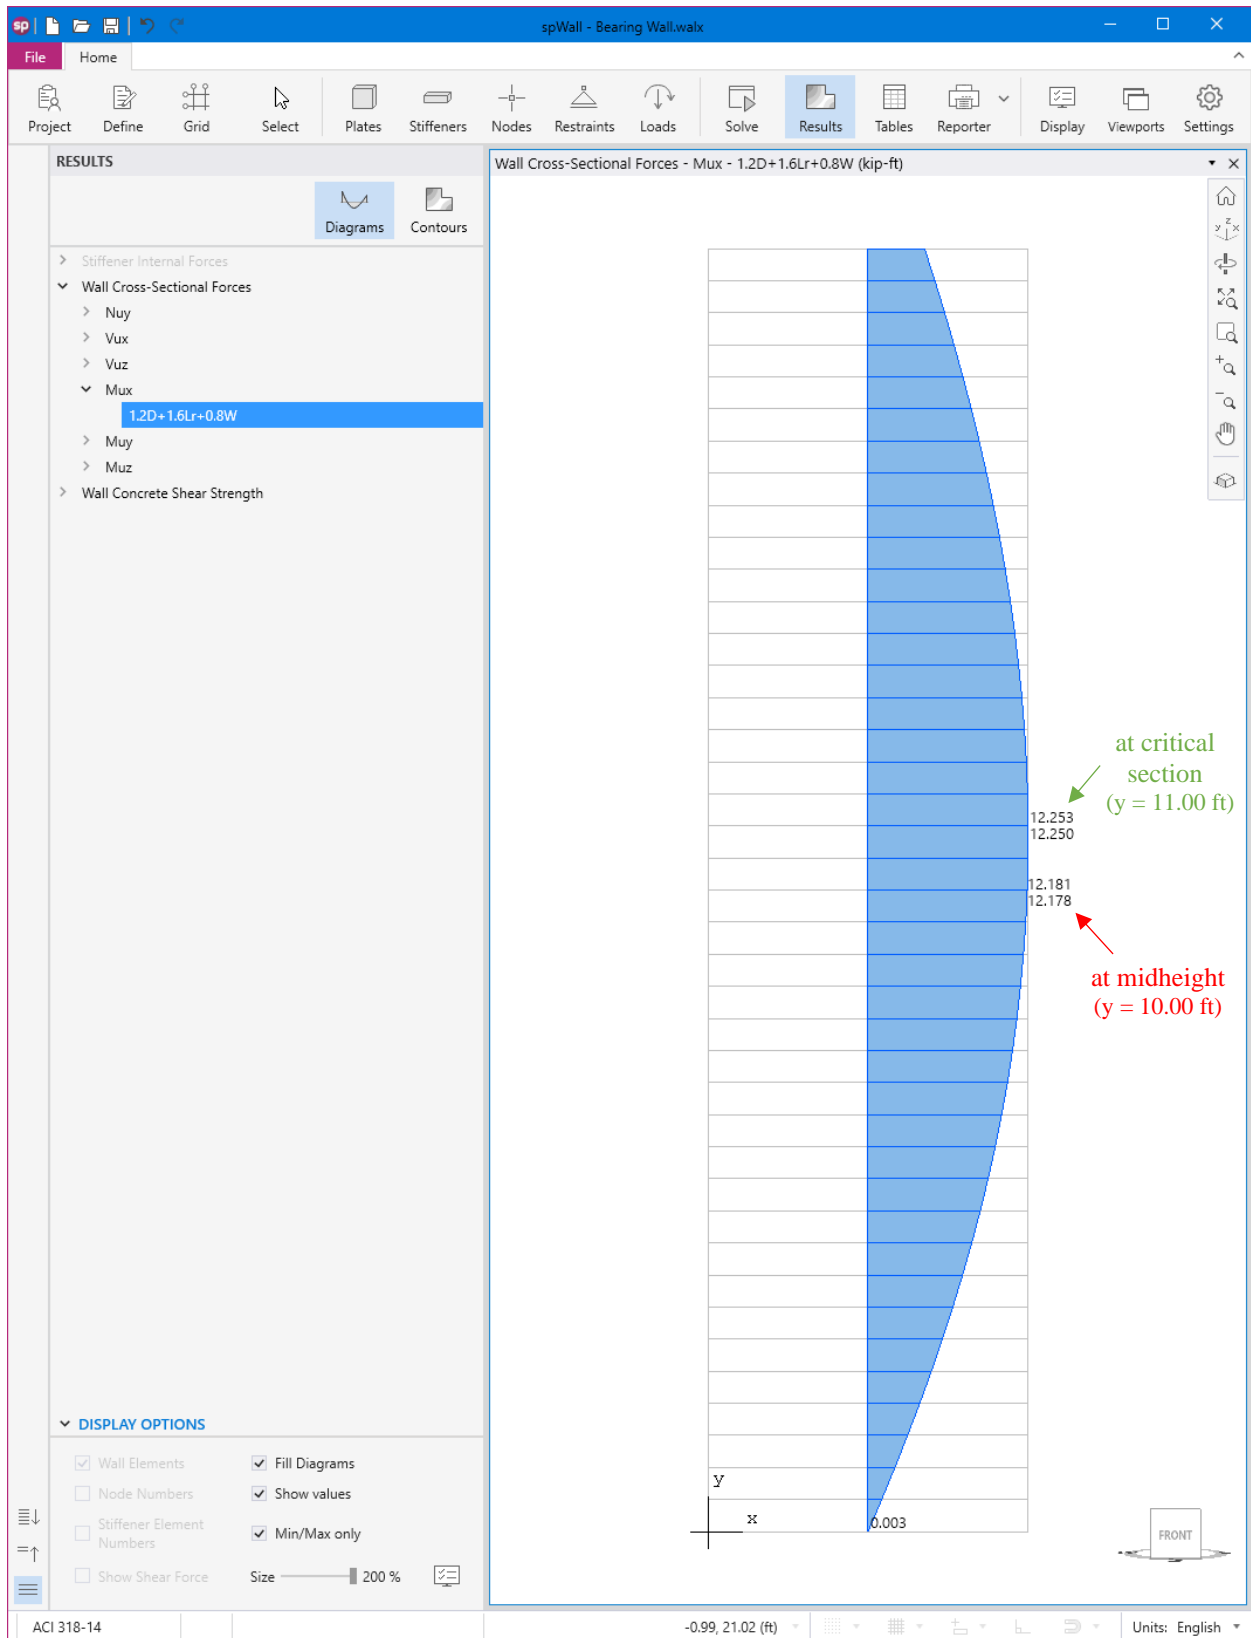 sp
spWall - Bearing Wall.walx
File
Home
Project
Define
Grid
Select
Plates
Stiffeners
Nodes
Restraints
Loads
Solve
Results
Tables
Reporter
Display
Viewports
Settings
RESULTS
Diagrams
Contours
Stiffener Internal Forces
Wall Cross-Sectional Forces
Nuy
Vux
Vuz
Mux
1.2D+1.6Lr+0.8W
Muy
Muz
Wall Concrete Shear Strength
DISPLAY OPTIONS
Wall Elements
Fill Diagrams
Node Numbers
Show values
Stiffener Element
Numbers
Min/Max only
Show Shear Force
Size
200 %
Wall Cross-Sectional Forces - Mux - 1.2D+1.6Lr+0.8W (kip-ft)
at critical
section
(y = 11.00 ft)
12.253
12.250
12.181
12.178
at midheight
(y = 10.00 ft)
y
x
0.003
z
y x
FRONT
ACI 318-14
-0.99, 21.02 (ft)
Units: English